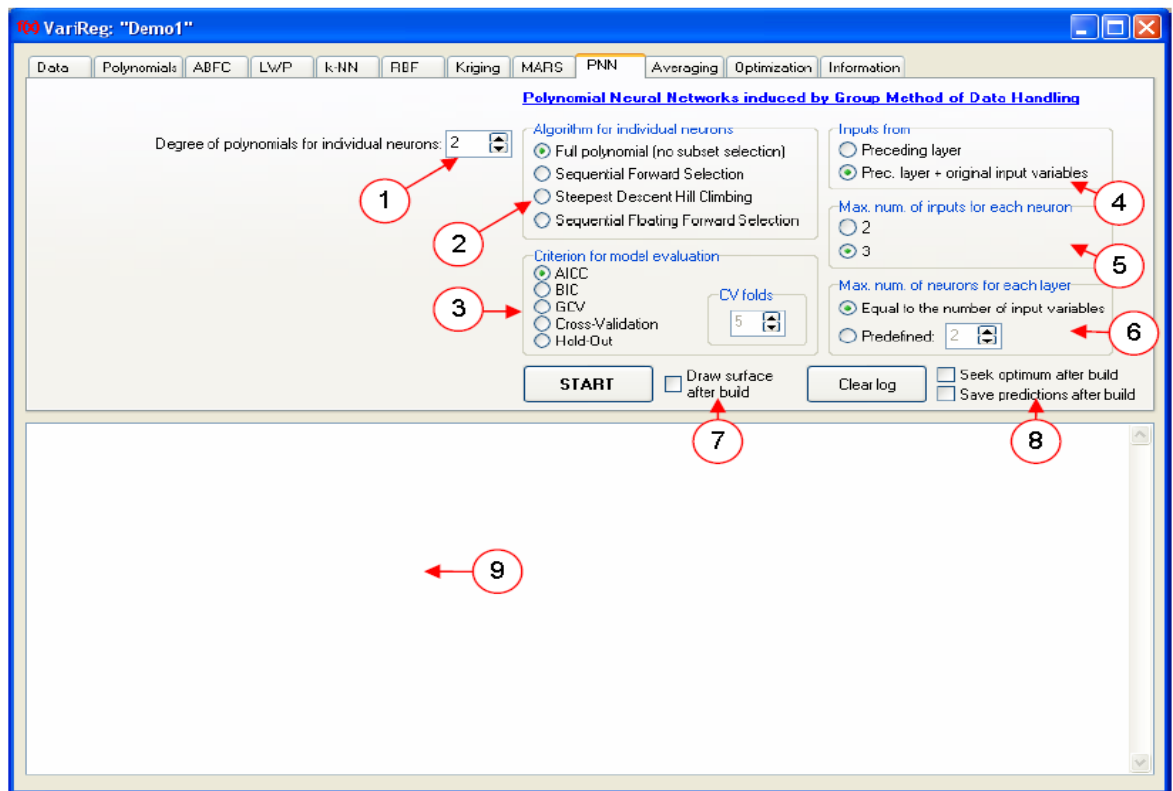 f(x) VariReg: "Demo1"
Data Polynomials ABFC LWP k-NN RBF Kriging MARS PNN Averaging Optimization Information
Polynomial Neural Networks induced by Group Method of Data Handling
Degree of polynomials for individual neurons: 2
1
Algorithm for individual neurons
Full polynomial (no subset selection)
Sequential Forward Selection
Steepest Descent Hill Climbing
Sequential Floating Forward Selection
2
Inputs from
Preceding layer
Prec. layer + original input variables
4
Max. num. of inputs for each neuron
2
3
5
Criterion for model evaluation
AICC
BIC
GCV
Cross-Validation
Hold-Out
CV folds
5
3
Max. num. of neurons for each layer
Equal to the number of input variables
Predefined: 2
6
START
Draw surface
after build
Clear log
Seek optimum after build
Save predictions after build
7
8
9